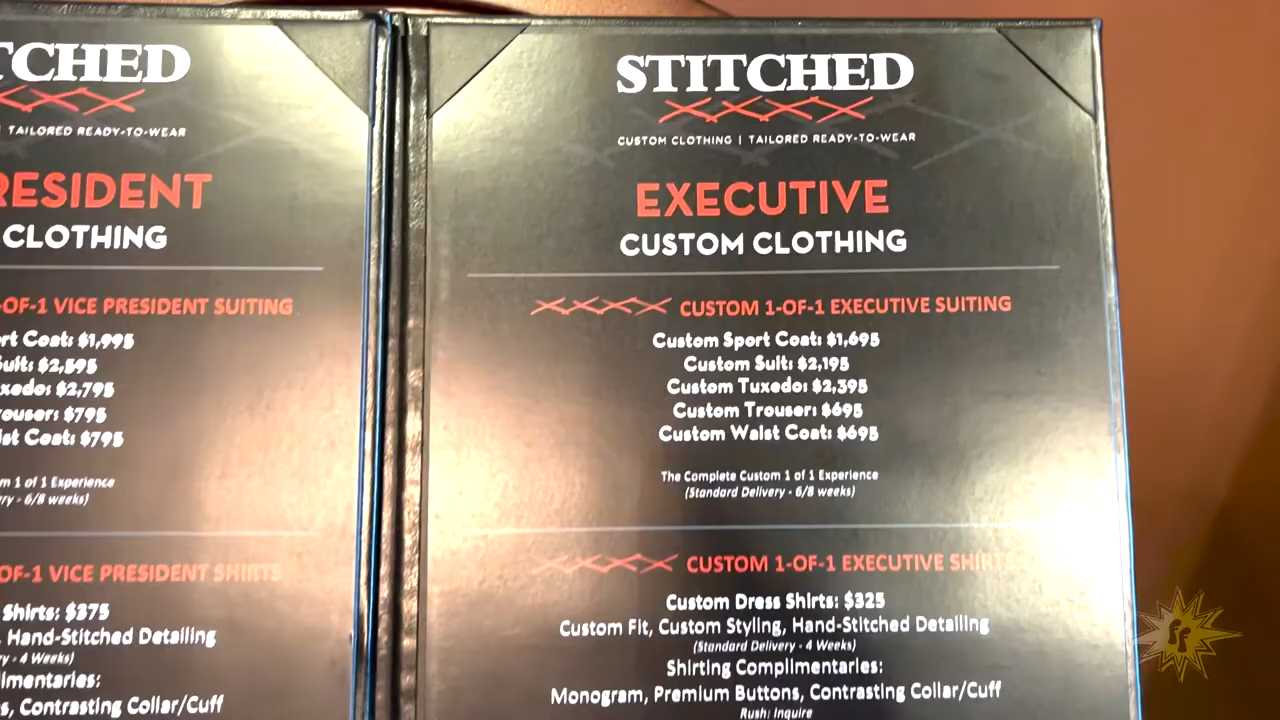 TCHED
| TAILORED READY-TO-WEAR
RESIDENT
CLOTHING
-OF-1 VICE PRESIDENT SUITING
rt Coat: $1,995
Suit: $2,595
xedo: $2,795
rouser: $795
ist Coat: $795
m 1 of 1 Experience
ry - 6/8 weeks)
OF-1 VICE PRESIDENT SHIRTS
Shirts: $375
, Hand-Stitched Detailing
ry - 4 Weeks)
limentaries:
s, Contrasting Collar/Cuff
STITCHED
CUSTOM CLOTHING | TAILORED READY-TO-WEAR
EXECUTIVE
CUSTOM CLOTHING
CUSTOM 1-OF-1 EXECUTIVE SUITING
Custom Sport Coat: $1,695
Custom Suit: $2,195
Custom Tuxedo: $2,395
Custom Trouser: $695
Custom Waist Coat: $695
The Complete Custom 1 of 1 Experience
(Standard Delivery - 6/8 weeks)
CUSTOM 1-OF-1 EXECUTIVE SHIRTS
Custom Dress Shirts: $325
Custom Fit, Custom Styling, Hand-Stitched Detailing
(Standard Delivery - 4 Weeks)
Shirting Complimentaries:
Monogram, Premium Buttons, Contrasting Collar/Cuff
Rush: Inquire
ff